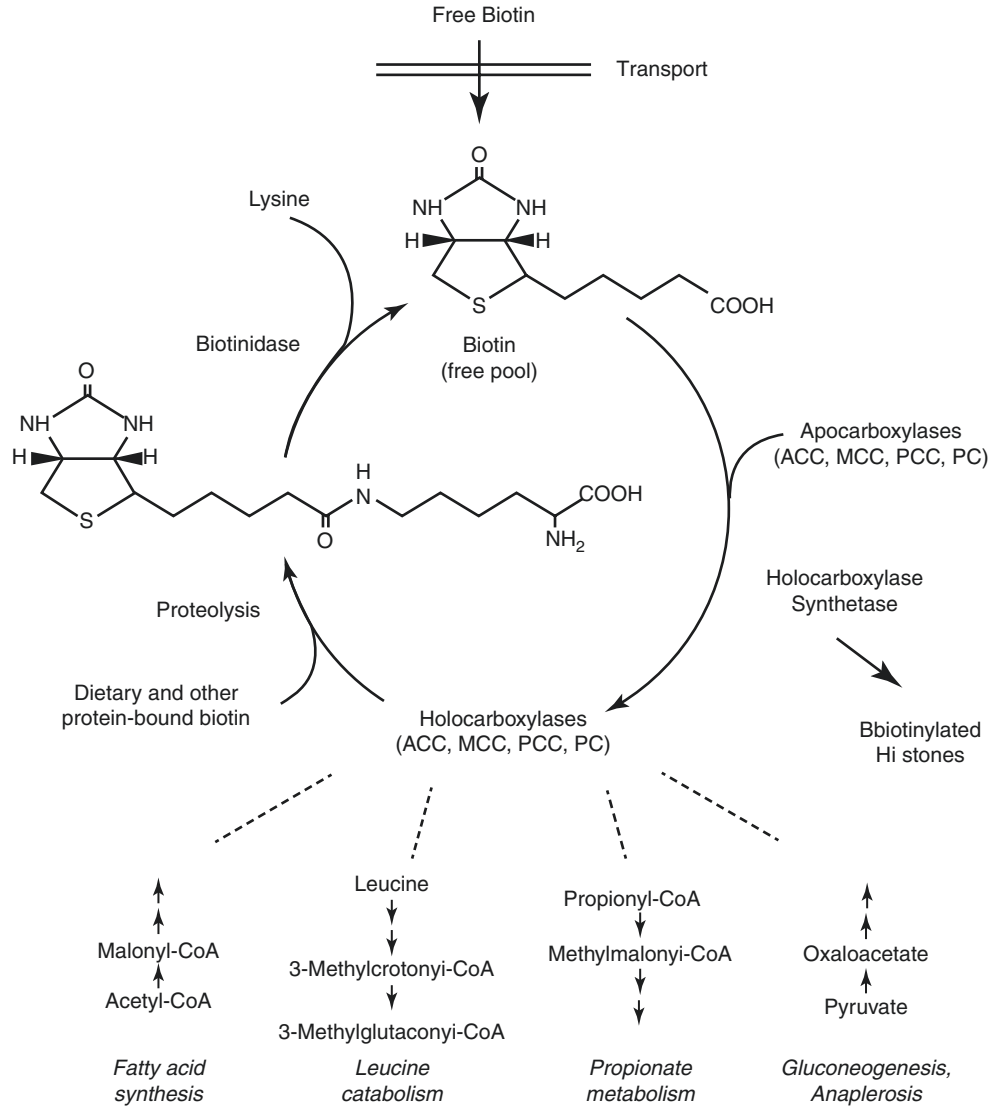 Free Biotin
Transport
O
NH
NH
H
H
S
COOH
Biotin
(free pool)
Lysine
Biotinidase
O
NH
NH
H
H
S
H
N
O
COOH
NH2
Apocarboxylases
(ACC, MCC, PCC, PC)
Holocarboxylase
Synthetase
Bbiotinylated
Hi stones
Proteolysis
Dietary and other
protein-bound biotin
Holocarboxylases
(ACC, MCC, PCC, PC)
Malonyl-CoA
Acetyl-CoA
Fatty acid
synthesis
Leucine
3-Methylcrotonyi-CoA
3-Methylglutaconyi-CoA
Leucine
catabolism
Propionyl-CoA
Methylmalonyi-CoA
Propionate
metabolism
Oxaloacetate
Pyruvate
Gluconeogenesis,
Anaplerosis